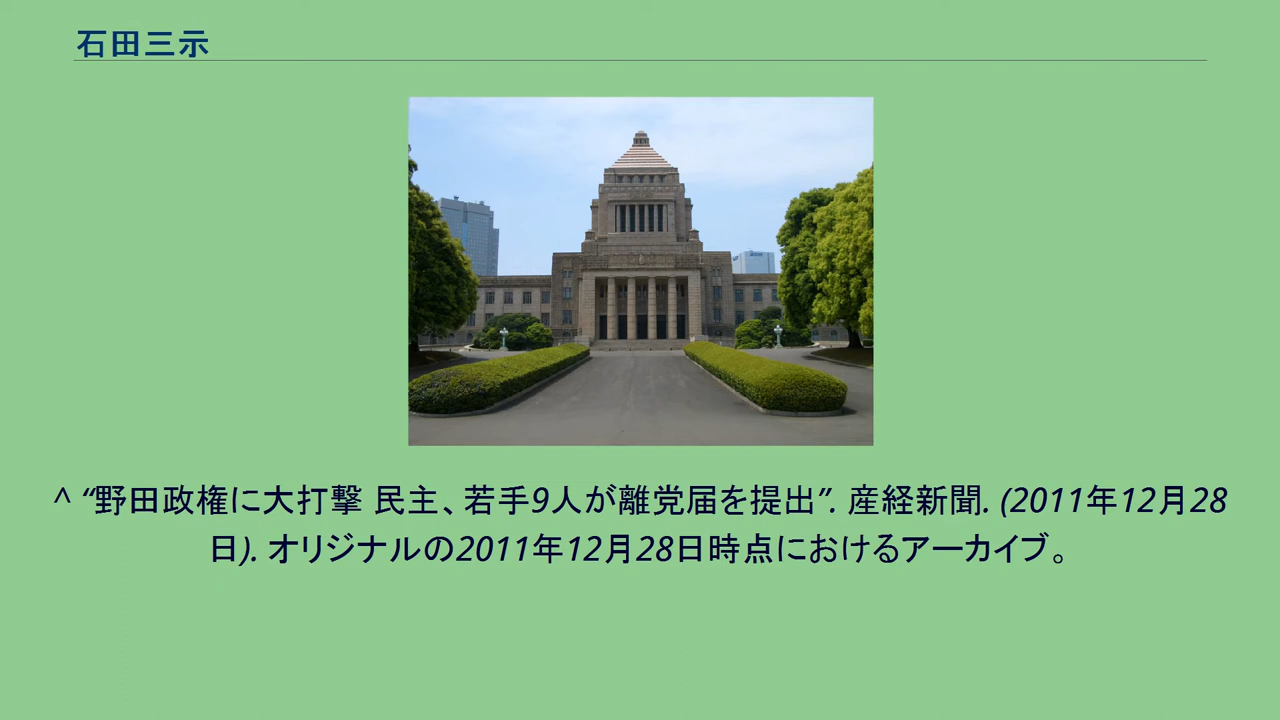 石田三示
^ “野田政権に大打撃 民主、若手9人が離党届を提出”. 産経新聞. (2011年12月28
日). オリジナルの2011年12月28日時点におけるアーカイブ。